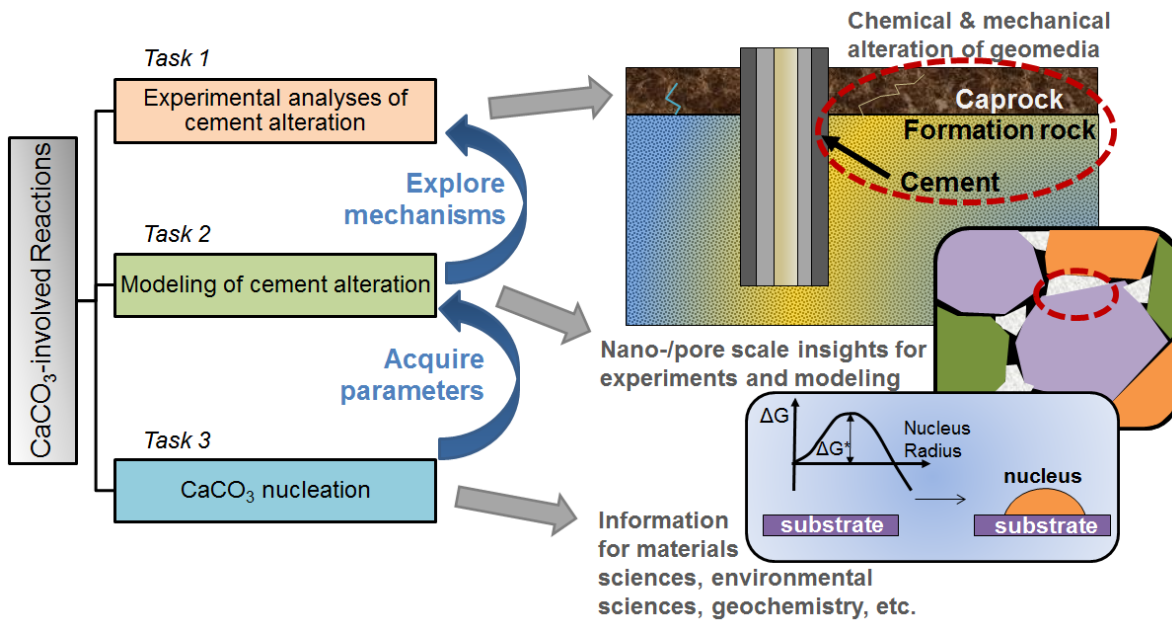 CaCO₃-involved Reactions
Task 1
Experimental analyses of
cement alteration
Explore
mechanisms
Task 2
Modeling of cement alteration
Acquire
parameters
Task 3
CaCO₃ nucleation
Chemical & mechanical
alteration of geomedia
Caprock
Formation rock
Cement
Nano-/pore scale insights for
experiments and modeling
ΔG
ΔG*
Nucleus
Radius
nucleus
substrate
substrate
Information
for materials
sciences, environmental
sciences, geochemistry, etc.